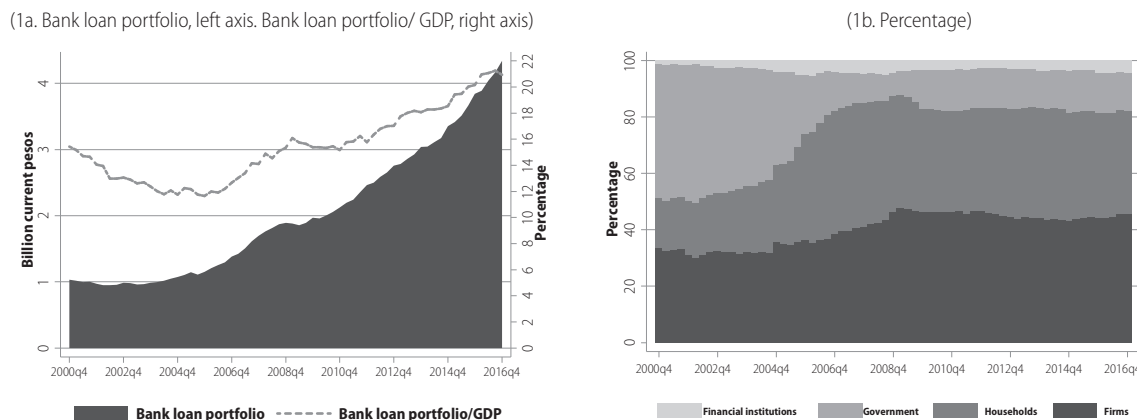 (1a. Bank loan portfolio, left axis. Bank loan portfolio/ GDP, right axis)
Billion current pesos
0
1
2
3
4
Percentage
0
2
4
6
8
10
12
14
16
18
20
22
2000q4 2002q4 2004q4 2006q4 2008q4 2010q4 2012q4 2014q4 2016q4
Bank loan portfolio Bank loan portfolio/GDP
(1b. Percentage)
Percentage
0
20
40
60
80
100
2000q4 2002q4 2004q4 2006q4 2008q4 2010q4 2012q4 2014q4 2016q4
Financial institutions Government Households Firms